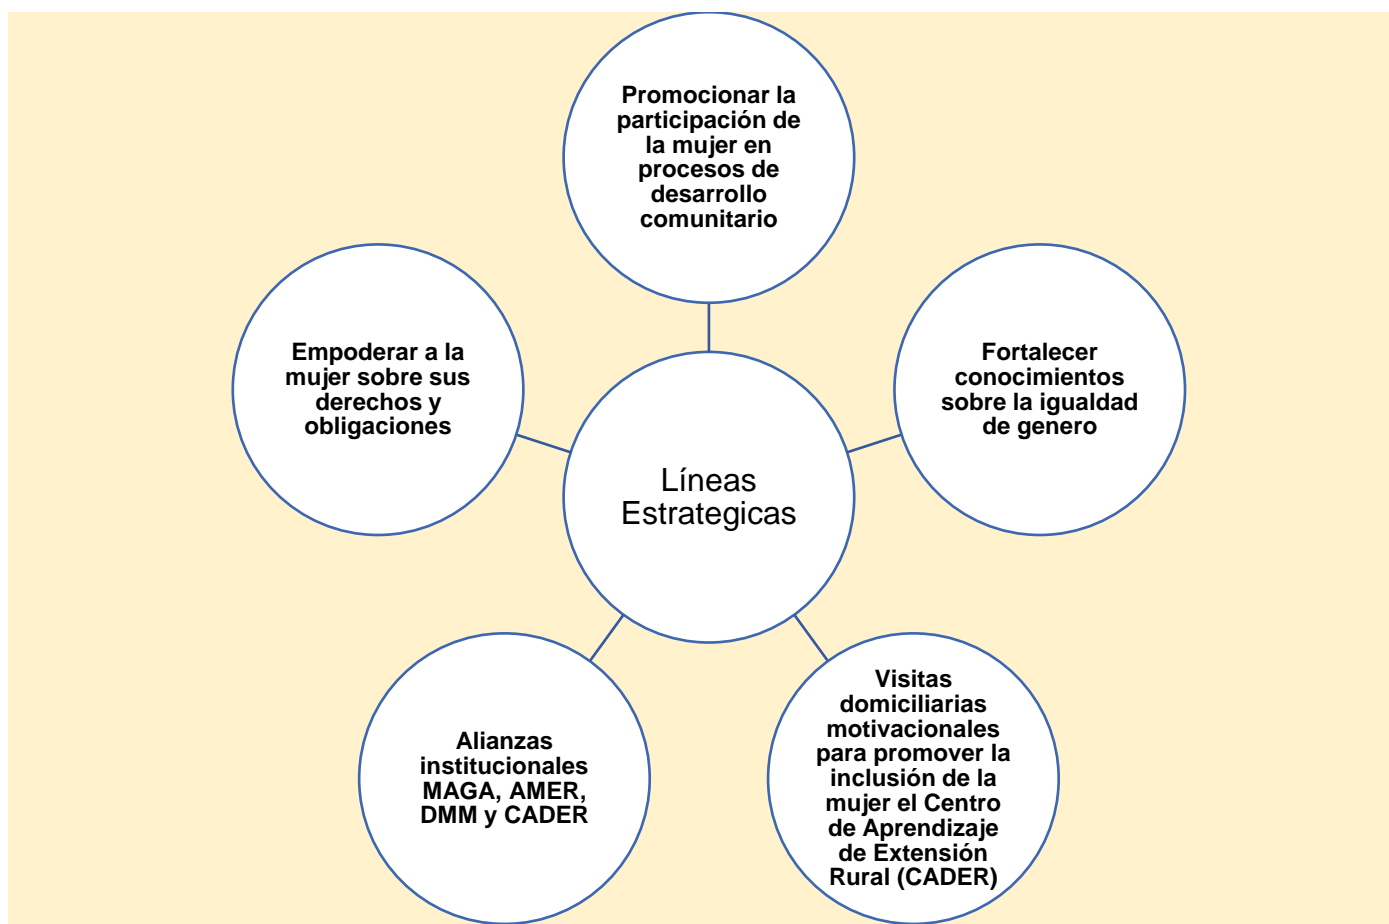 Promocionar la
participación de
la mujer en
procesos de
desarrollo
comunitario
Fortalecer
conocimientos
sobre la igualdad
de genero
Visitas
domiciliarias
motivacionales
para promover la
inclusión de la
mujer el Centro
de Aprendizaje
de Extensión
Rural (CADER)
Alianzas
institucionales
MAGA, AMER,
DMM y CADER
Empoderar a la
mujer sobre sus
derechos y
obligaciones
Líneas
Estrategicas